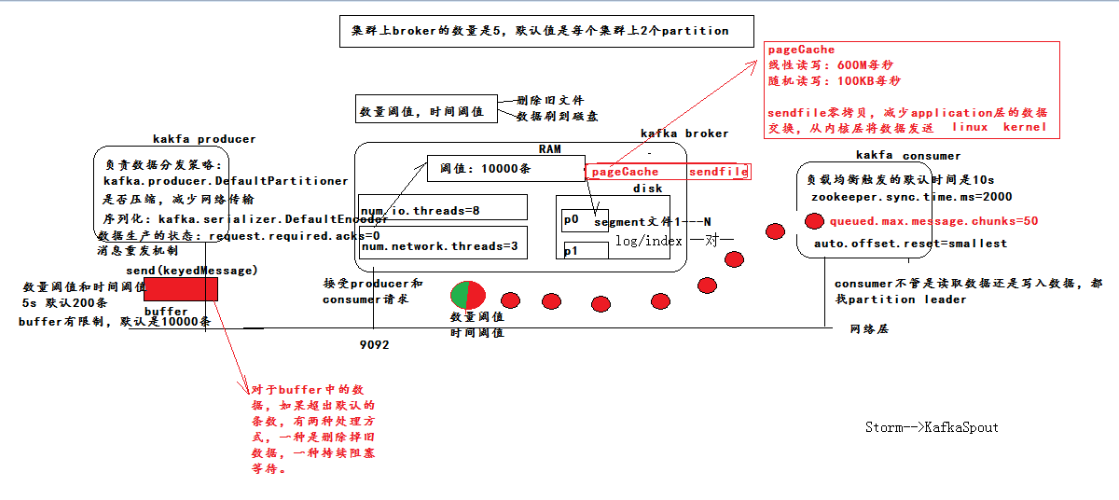 集群上broker的数量是5，默认值是每个集群上2个partition
pageCache
线性读写：600M每秒
随机读写：100KB每秒
sendfile零拷贝，减少application层的数据
交换，从内核层将数据发送 linux kernel
数量阈值，时间阈值
删除旧文件
数据刷到磁盘
kakfa producer
负责数据分发策略：
kafka.producer.DefaultPartitioner
是否压缩，减少网络传输
序列化：kafka.serializer.DefaultEncoder
数据生产的状态：request.required.acks=0
消息重发机制
send(keyedMessage)
数量阈值和时间阈值
5s 默认200条
buffer
buffer有限制，默认是10000条
kafka broker
RAM
阈值：10000条
pageCache sendfile
disk
num.io.threads=8
num.network.threads=3
p0
segment文件1---N
log/index 一对一
p1
接受producer和
consumer请求
数量阈值
时间阈值
9092
kakfa consumer
负载均衡触发的默认时间是10s
zookeeper.sync.time.ms=2000
queued.max.message.chunks=50
auto.offset.reset=smallest
consumer不管是读取数据还是写入数据，都
找partition leader
网络层
对于buffer中的数
据，如果超出默认的
条数，有两种处理方
式，一种是删除掉旧
数据，一种持续阻塞
等待。
Storm-->KafkaSpout